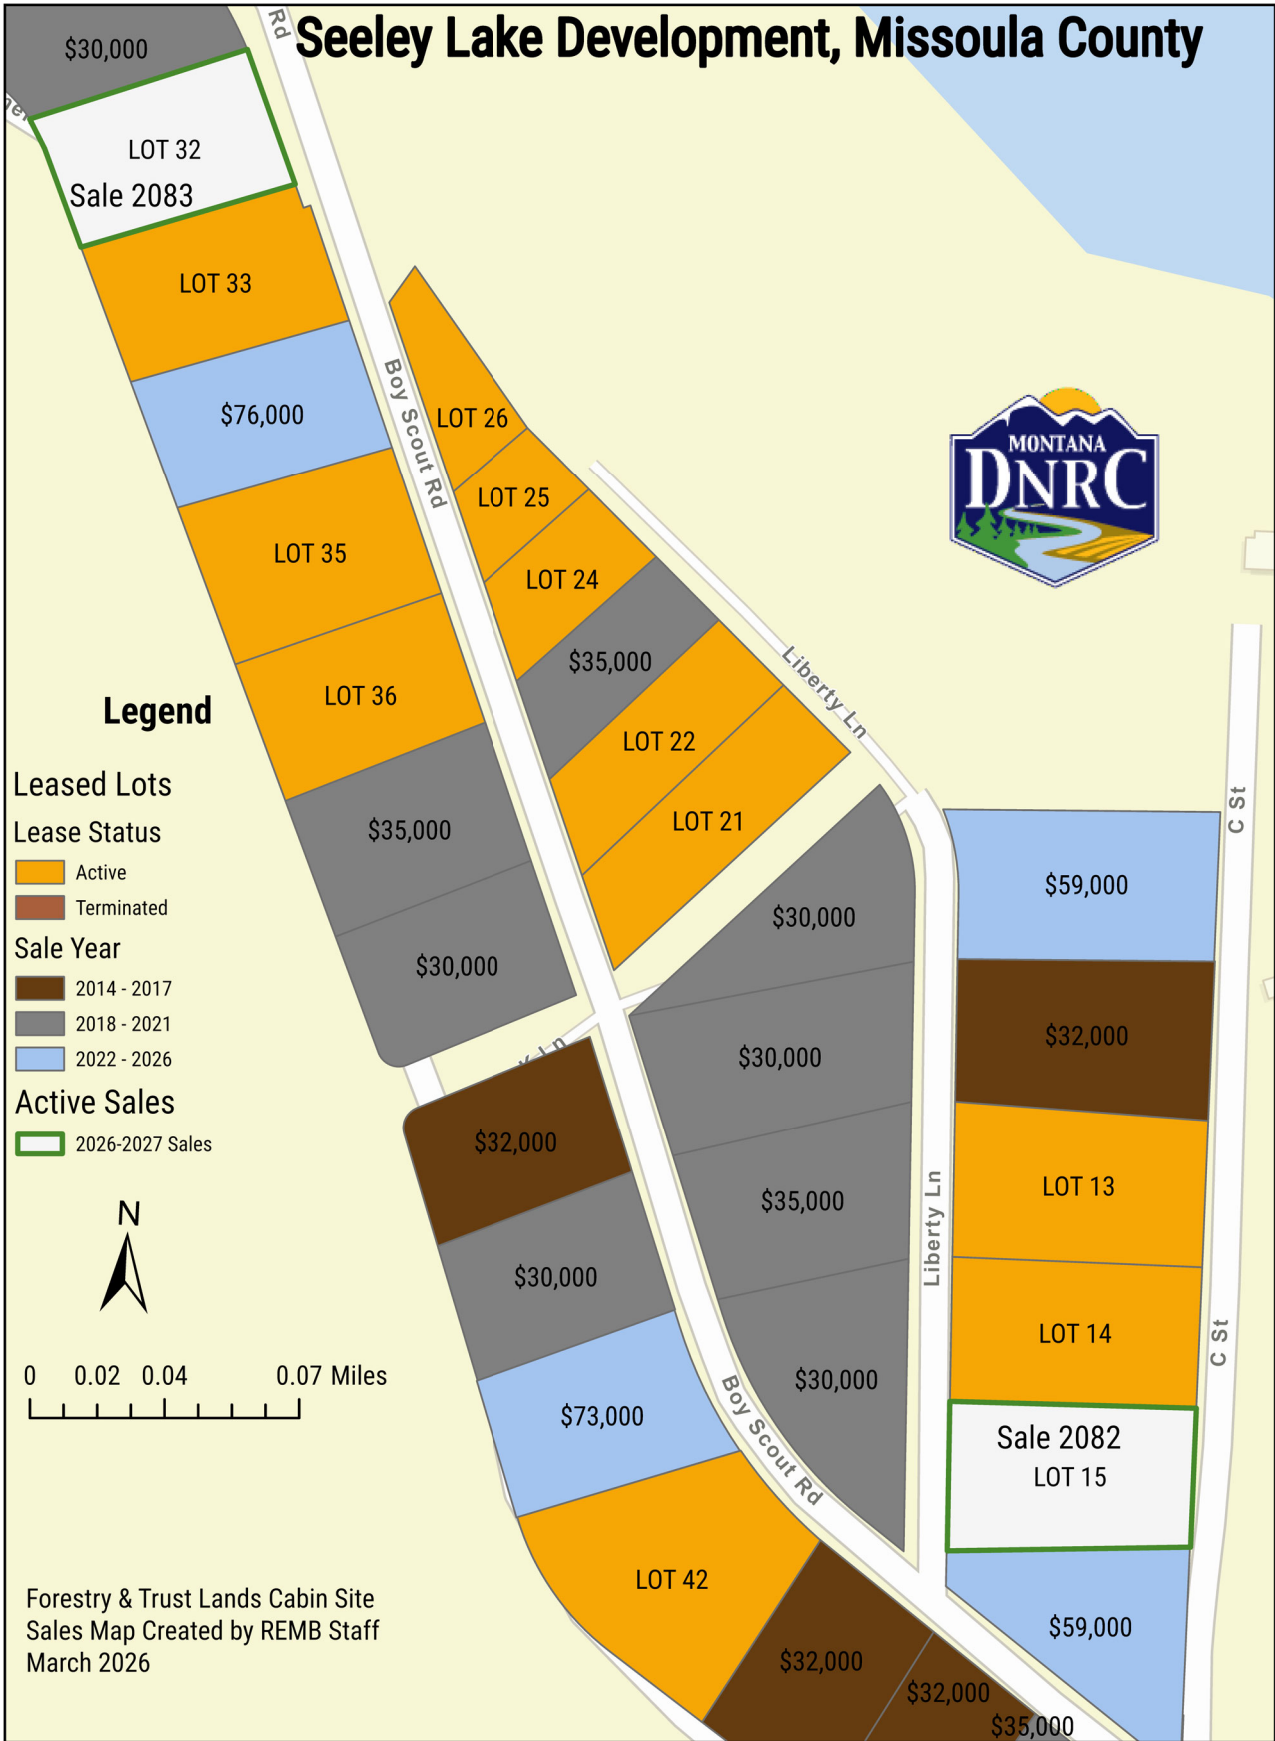 Seeley Lake Development, Missoula County
Rd
$30,000
LOT 32
Sale 2083
LOT 33
$76,000
LOT 35
LOT 36
$35,000
$30,000
Boy Scout Rd
LOT 26
LOT 25
LOT 24
$35,000
LOT 22
LOT 21
Liberty Ln
MONTANA
DNRC
C St
$30,000
$30,000
$35,000
$30,000
Liberty Ln
$59,000
$32,000
LOT 13
LOT 14
C St
Sale 2082
LOT 15
$59,000
Ln
$32,000
$30,000
$73,000
Boy Scout Rd
LOT 42
$32,000
$32,000
$35,000
Legend
Leased Lots
Lease Status
Active
Terminated
Sale Year
2014 - 2017
2018 - 2021
2022 - 2026
Active Sales
2026-2027 Sales
N
0 0.02 0.04 0.07 Miles
Forestry & Trust Lands Cabin Site
Sales Map Created by REMB Staff
March 2026